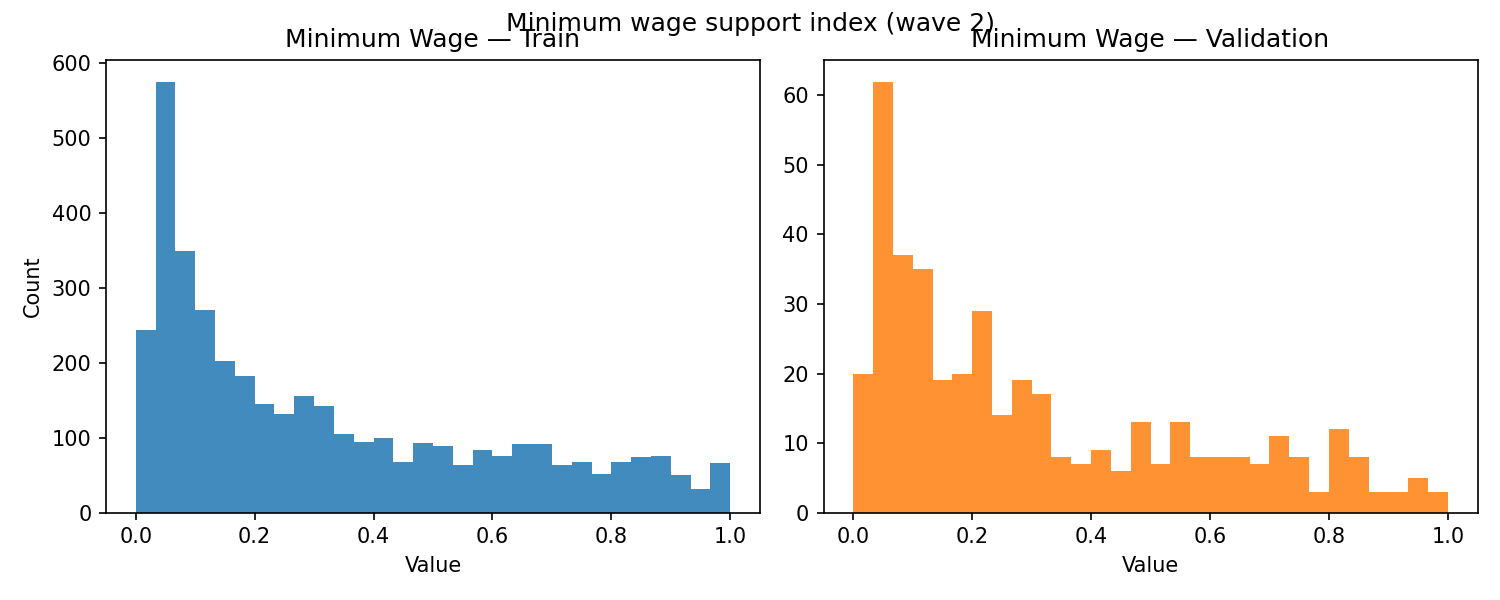 Minimum wage support index (wave 2)
Minimum Wage — Train
Minimum Wage — Validation
600
500
400
300
200
100
0
Count
0.0 0.2 0.4 0.6 0.8 1.0
Value
60
50
40
30
20
10
0
0.0 0.2 0.4 0.6 0.8 1.0
Value